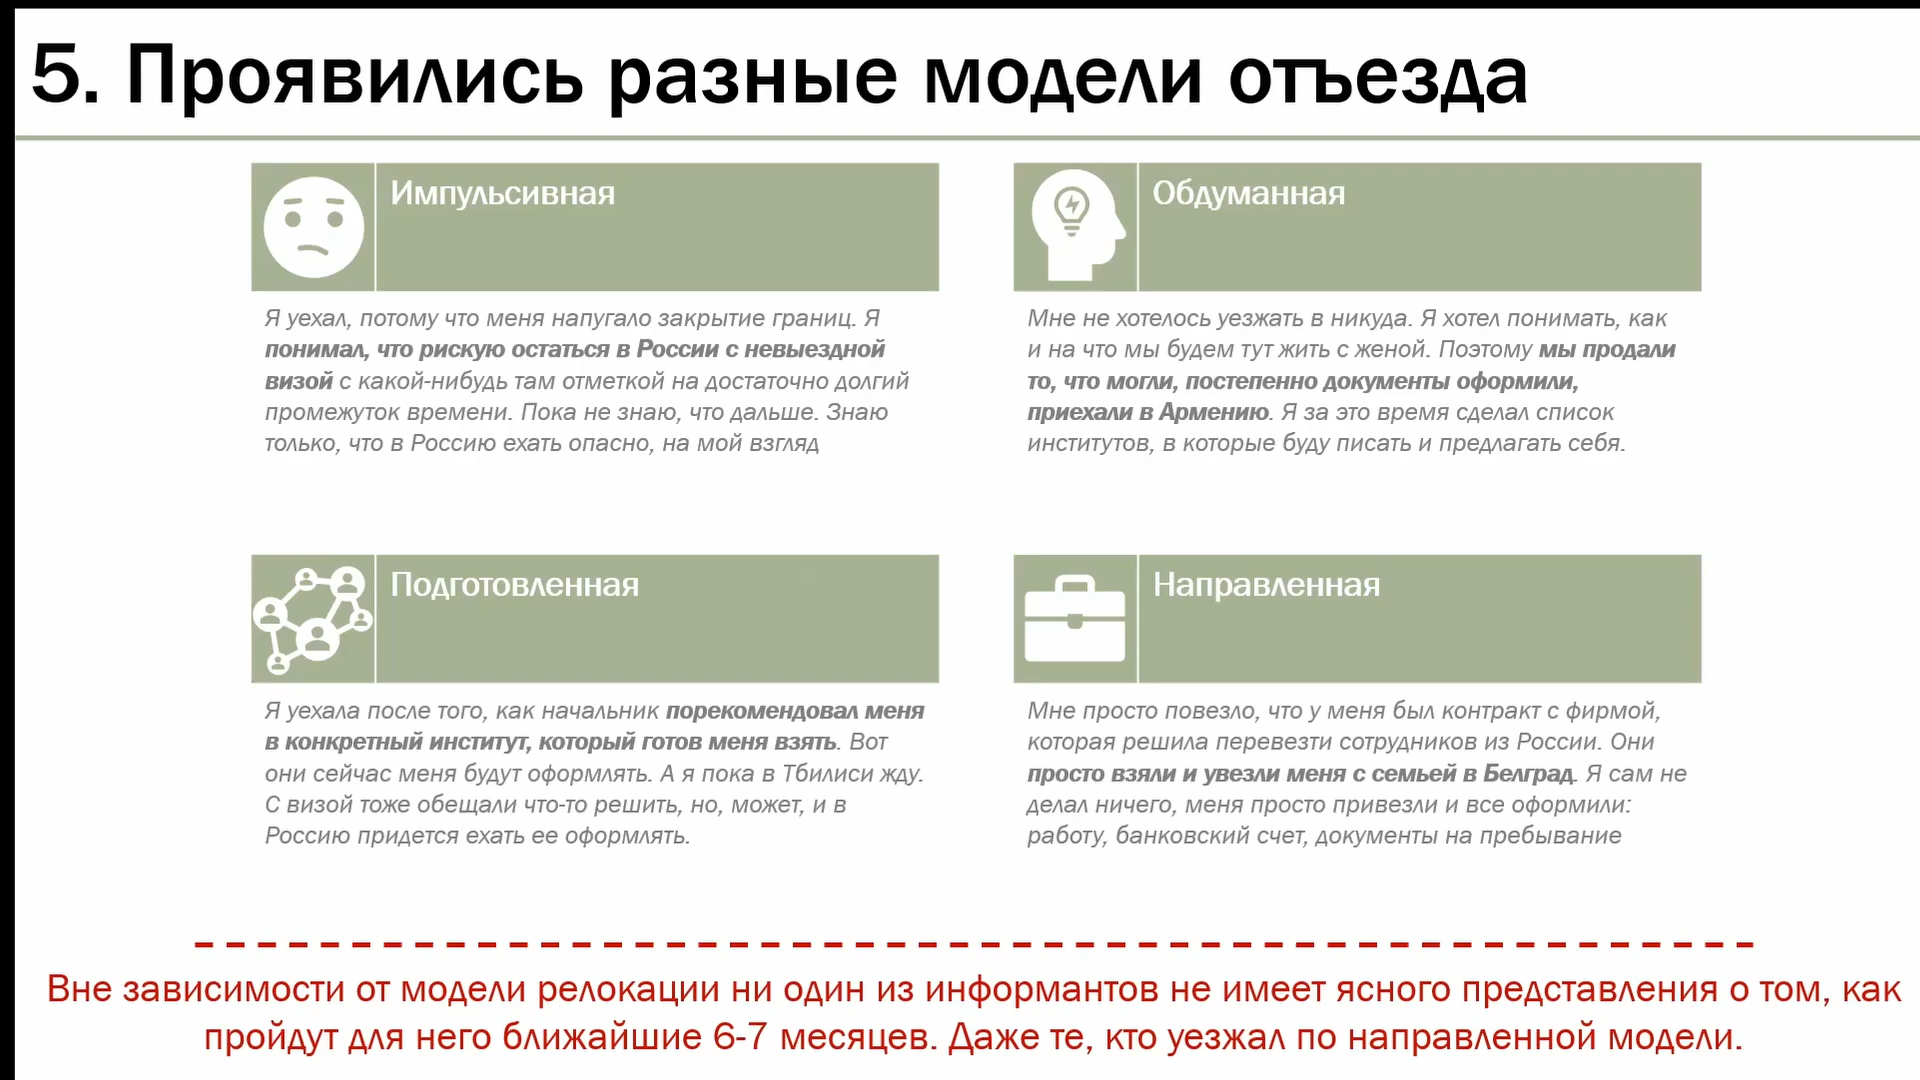 5. Проявились разные модели отъезда
Импульсивная
Я уехал, потому что меня напугало закрытие границ. Я
понимал, что рискую остаться в России с невыездной
визой с какой-нибудь там отметкой на достаточно долгий
промежуток времени. Пока не знаю, что дальше. Знаю
только, что в Россию ехать опасно, на мой взгляд
Обдуманная
Мне не хотелось уезжать в никуда. Я хотел понимать, как
и на что мы будем тут жить с женой. Поэтому мы продали
то, что могли, постепенно документы оформили,
приехали в Армению. Я за это время сделал список
институтов, в которые буду писать и предлагать себя.
Подготовленная
Я уехала после того, как начальник порекомендовал меня
в конкретный институт, который готов меня взять. Вот
они сейчас меня будут оформлять. А я пока в Тбилиси жду.
С визой тоже обещали что-то решить, но, может, и в
Россию придется ехать ее оформлять.
Направленная
Мне просто повезло, что у меня был контракт с фирмой,
которая решила перевезти сотрудников из России. Они
просто взяли и увезли меня с семьей в Белград. Я сам не
делал ничего, меня просто привезли и все оформили:
работу, банковский счет, документы на пребывание
Вне зависимости от модели релокации ни один из информантов не имеет ясного представления о том, как
пройдут для него ближайшие 6-7 месяцев. Даже те, кто уезжал по направленной модели.